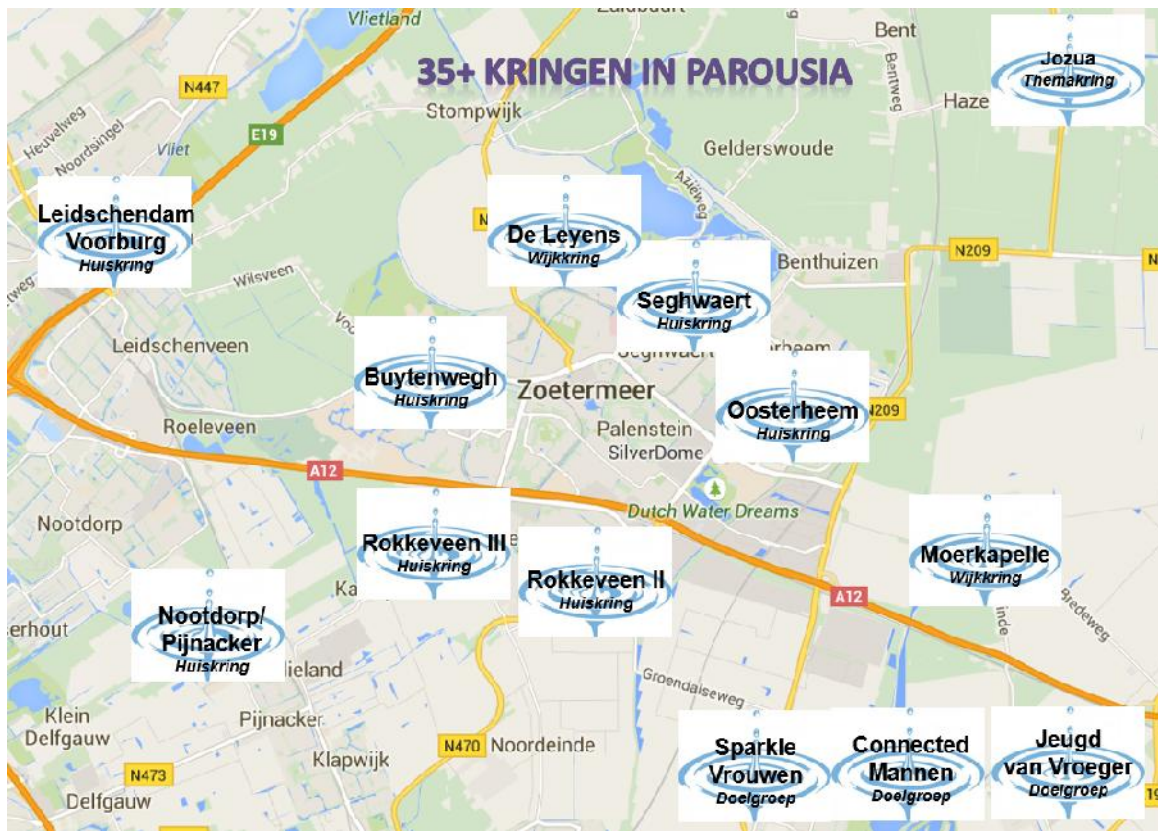 Vlietland
Zuidbuurt
Bent
35+ KRINGEN IN PAROUSIA
Jozua
Themakring
N447
Bentweg
Haze
Heuvelweg
Noordsingel
Stompwijk
E19
Vliet
Gelderswoude
Aziëweg
Leidschendam
Voorburg
Huiskring
N
De Leyens
Wijkkring
N209
N
Benthuizen
Wilsveen
Seghwaert
Huiskring
Leidschenveen
Seghwaert
Buytenwegh
Huiskring
Zoetermeer
Oosterheem
Huiskring
N209
Roeleveen
Palenstein
SilverDome
A12
Dutch Water Dreams
Nootdorp
Rokkeveen III
Huiskring
Rokkeveen II
Huiskring
Moerkapelle
Wijkkring
A12
Bredeweg
Nootdorp/
Pijnacker
Huiskring
Groendalseweg
Klein
Delfgauw
Pijnacker
Klapwijk
N470
Noordeinde
N473
Delfgauw
Sparkle
Vrouwen
Doelgroep
Connected
Mannen
Doelgroep
Jeugd
van Vroeger
Doelgroep